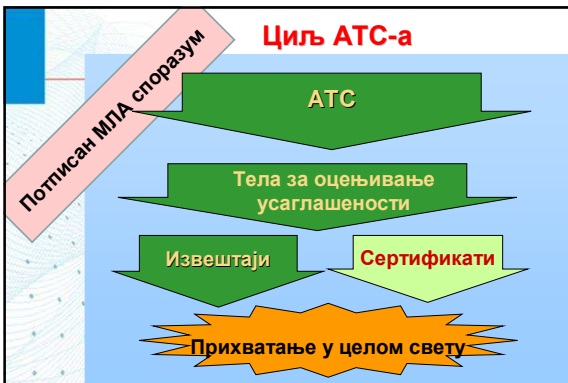 Циљ АТС-а
Потписан МЛА споразум
АТС
Тела за оцењивање
усаглашености
Извештаји
Сертификати
Прихватање у целом свету